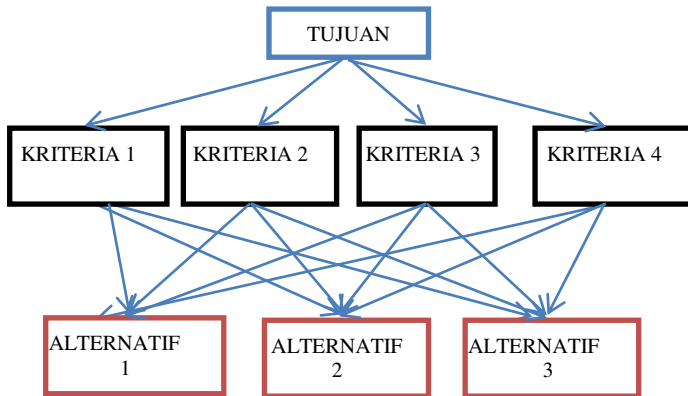 TUJUAN
KRITERIA 1
KRITERIA 2
KRITERIA 3
KRITERIA 4
ALTERNATIF
1
ALTERNATIF
2
ALTERNATIF
3